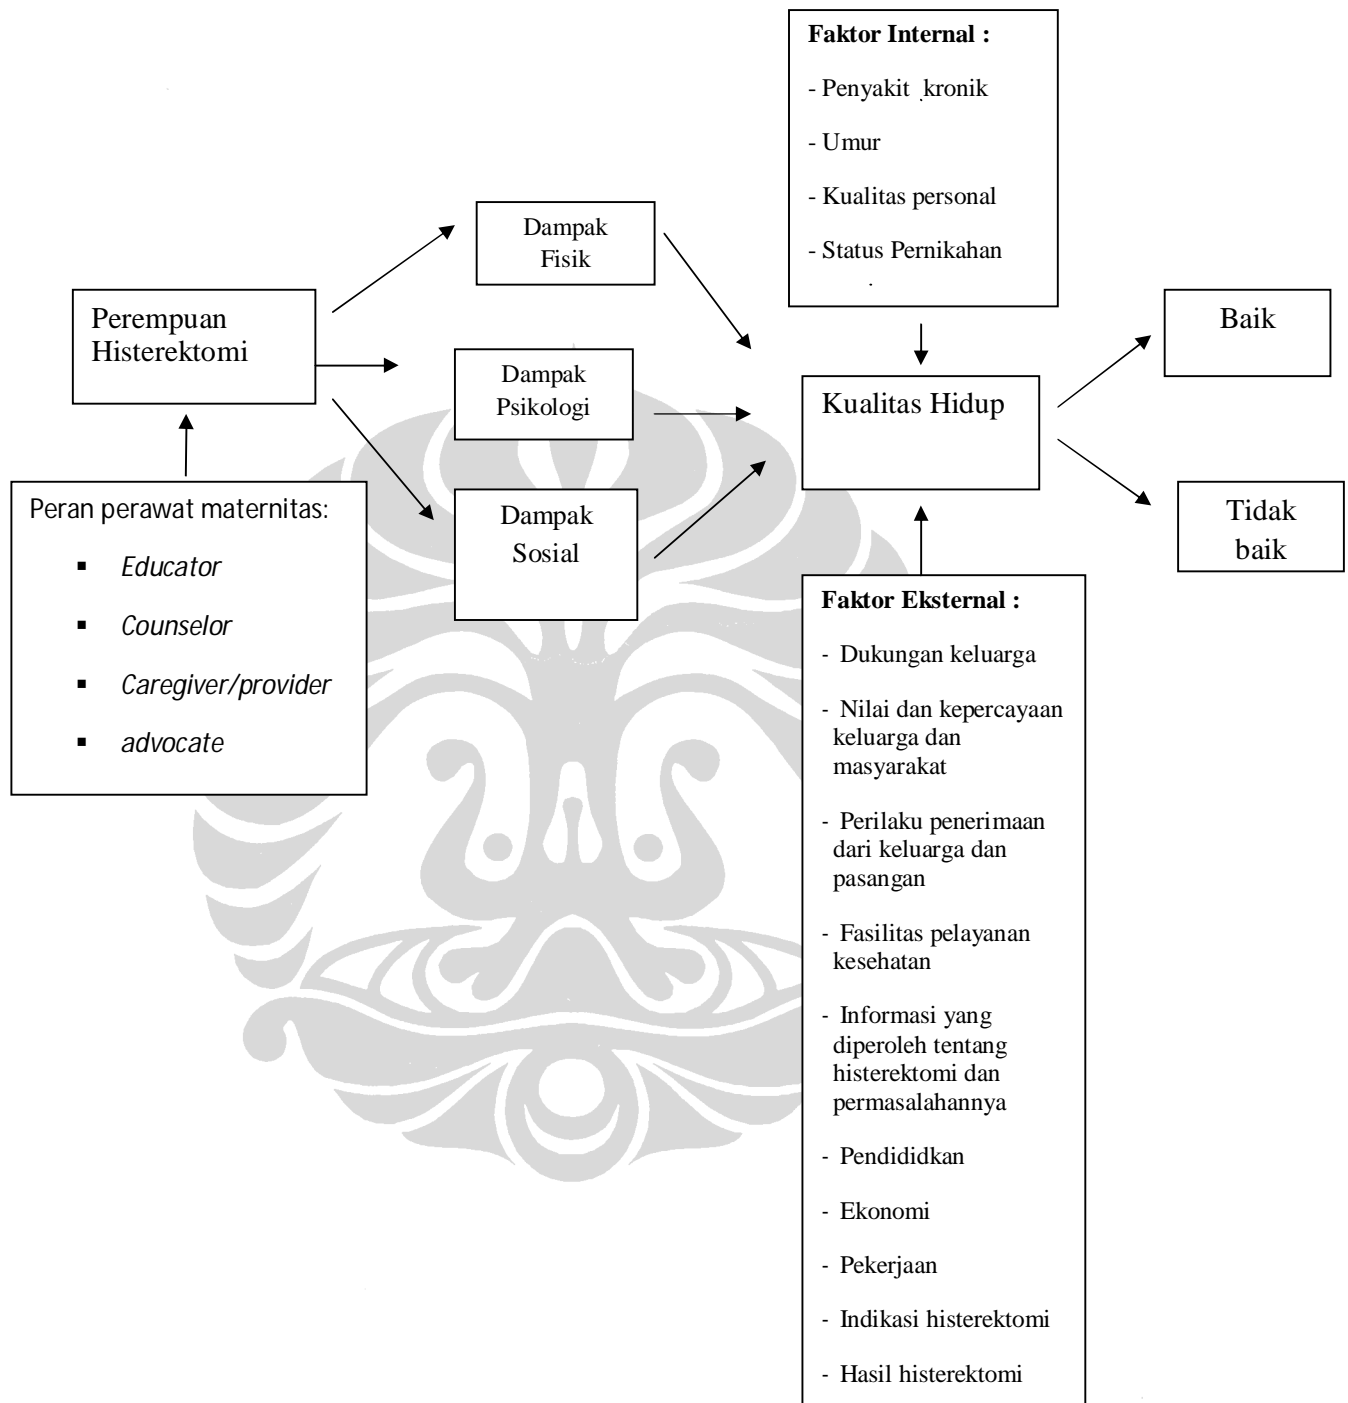 Faktor Internal :
- Penyakit kronik
- Umur
- Kualitas personal
- Status Pernikahan
Dampak
Fisik
Perempuan
Histerektomi
Dampak
Psikologi
Kualitas Hidup
Baik
Tidak
baik
Peran perawat maternitas:
▪ Educator
▪ Counselor
▪ Caregiver/provider
▪ advocate
Dampak
Sosial
Faktor Eksternal :
- Dukungan keluarga
- Nilai dan kepercayaan
keluarga dan
masyarakat
- Perilaku penerimaan
dari keluarga dan
pasangan
- Fasilitas pelayanan
kesehatan
- Informasi yang
diperoleh tentang
histerektomi dan
permasalahannya
- Pendididkan
- Ekonomi
- Pekerjaan
- Indikasi histerektomi
- Hasil histerektomi